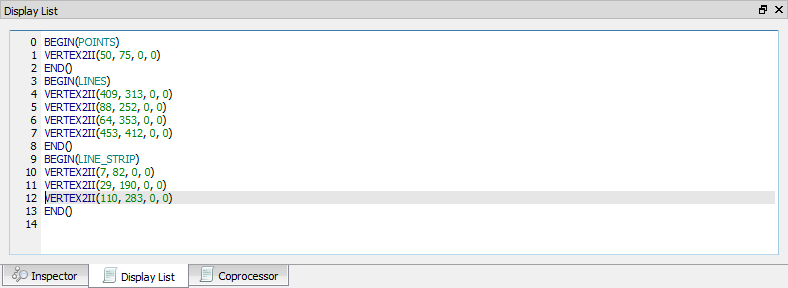 Display List
0 BEGIN(POINTS)
1 VERTEX2II(50, 75, 0, 0)
2 END()
3 BEGIN(LINES)
4 VERTEX2II(409, 313, 0, 0)
5 VERTEX2II(88, 252, 0, 0)
6 VERTEX2II(64, 353, 0, 0)
7 VERTEX2II(453, 412, 0, 0)
8 END()
9 BEGIN(LINE_STRIP)
10 VERTEX2II(7, 82, 0, 0)
11 VERTEX2II(29, 190, 0, 0)
12 VERTEX2II(110, 283, 0, 0)
13 END()
14
Inspector Display List Coprocessor